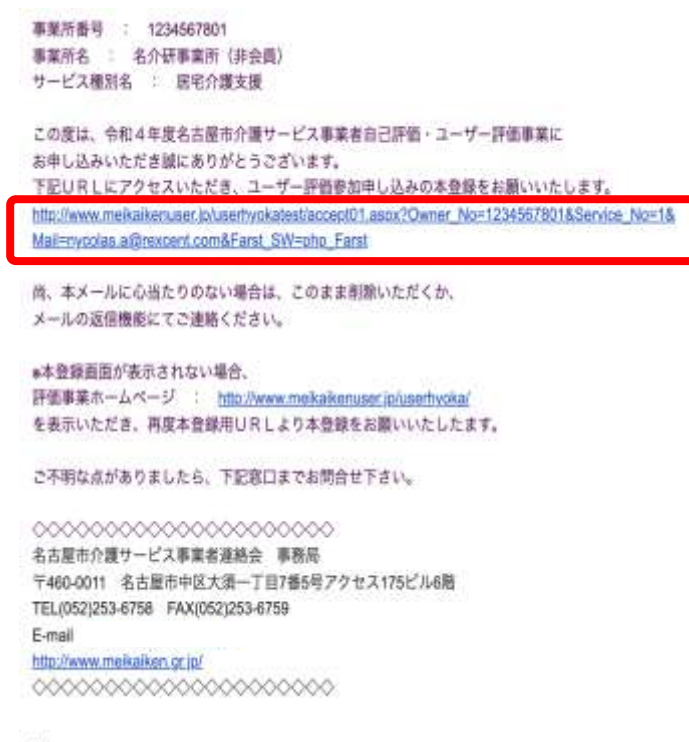 事業所番号 ： 1234567801
事業所名 ： 名介研事業所（非会員）
サービス種別名 ： 居宅介護支援
この度は、令和４年度名古屋市介護サービス事業者自己評価・ユーザー評価事業に
お申し込みいただき誠にありがとうございます。
下記ＵＲＬにアクセスいただき、ユーザー評価参加申し込みの本登録をお願いいたします。
http://www.meikaikenuser.jp/userhyokatest/accept01.aspx?Owner_No=1234567801&Service_No=1&
Mail=nycolas.a@rexcent.com&Farst_SW=php_Farst
尚、本メールに心当たりのない場合は、このまま削除いただくか、
メールの返信機能にてご連絡ください。
※本登録画面が表示されない場合、
評価事業ホームページ ： http://www.meikaikenuser.jp/userhyoka/
を表示いただき、再度本登録用ＵＲＬより本登録をお願いいたしたます。
ご不明な点がありましたら、下記窓口までお問合せ下さい。
◇◇◇◇◇◇◇◇◇◇◇◇◇◇◇◇◇◇◇◇◇
名古屋市介護サービス事業者連絡会 事務局
〒460-0011 名古屋市中区大須一丁目7番5号アクセス175ビル6階
TEL(052)253-6758 FAX(052)253-6759
E-mail
http://www.meikaiken.gr.jp/
◇◇◇◇◇◇◇◇◇◇◇◇◇◇◇◇◇◇◇◇◇